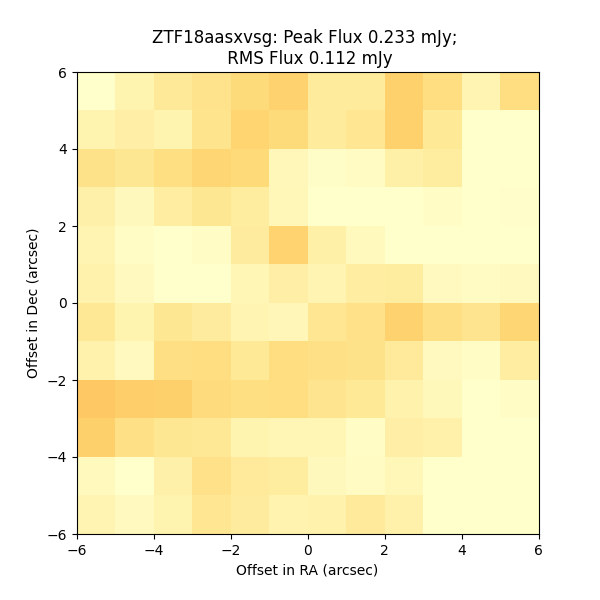 ZTF18aasxvsg: Peak Flux 0.233 mJy;
RMS Flux 0.112 mJy
6
4
2
0
−2
−4
−6
Offset in Dec (arcsec)
−6 −4 −2 0 2 4 6
Offset in RA (arcsec)